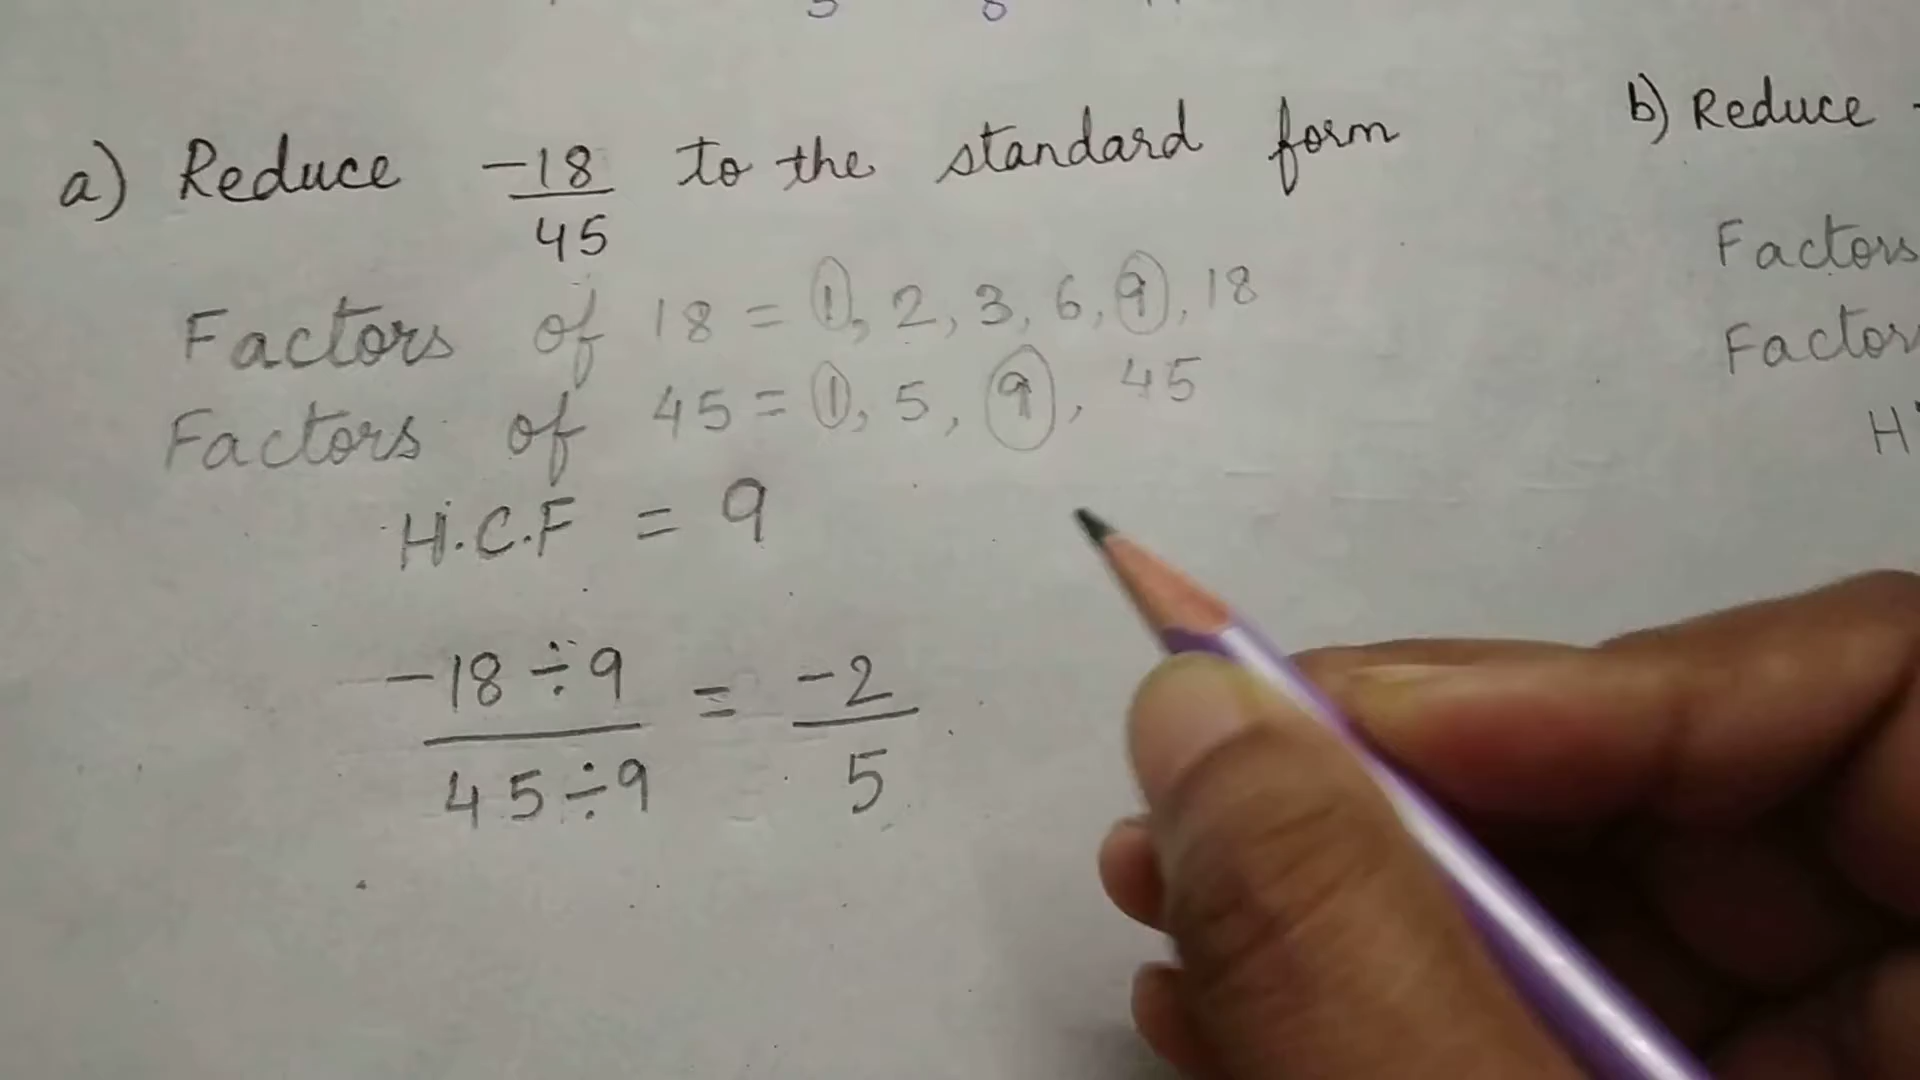 a) Reduce -18/45 to the standard form
Factors of 18 = 1, 2, 3, 6, 9, 18
Factors of 45 = 1, 5, 9, 45
H.C.F = 9
-18 ÷ 9 / 45 ÷ 9 = -2/5
b) Reduce -
Factors
Factor
H